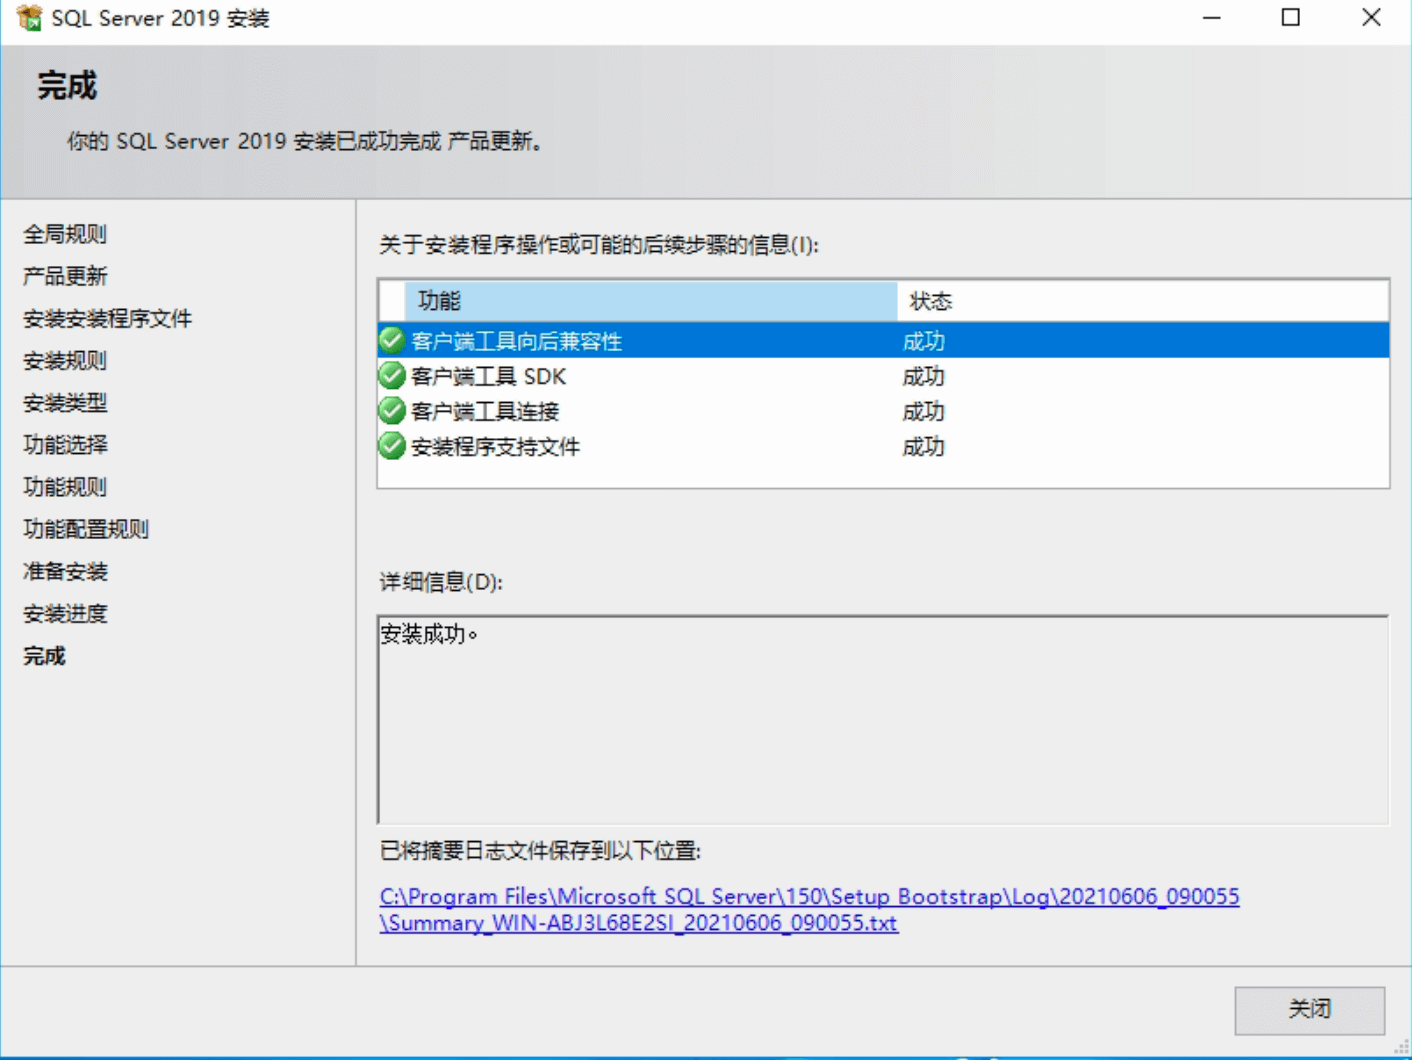 SQL Server 2019 安装
完成
你的 SQL Server 2019 安装已成功完成 产品更新。
全局规则
产品更新
安装安装程序文件
安装规则
安装类型
功能选择
功能规则
功能配置规则
准备安装
安装进度
完成
关于安装程序操作或可能的后续步骤的信息(I):
功能 状态
客户端工具向后兼容性 成功
客户端工具 SDK 成功
客户端工具连接 成功
安装程序支持文件 成功
详细信息(D):
安装成功。
已将摘要日志文件保存到以下位置:
C:\Program Files\Microsoft SQL Server\150\Setup Bootstrap\Log\20210606_090055
\Summary_WIN-ABJ3L68E2SI_20210606_090055.txt
关闭